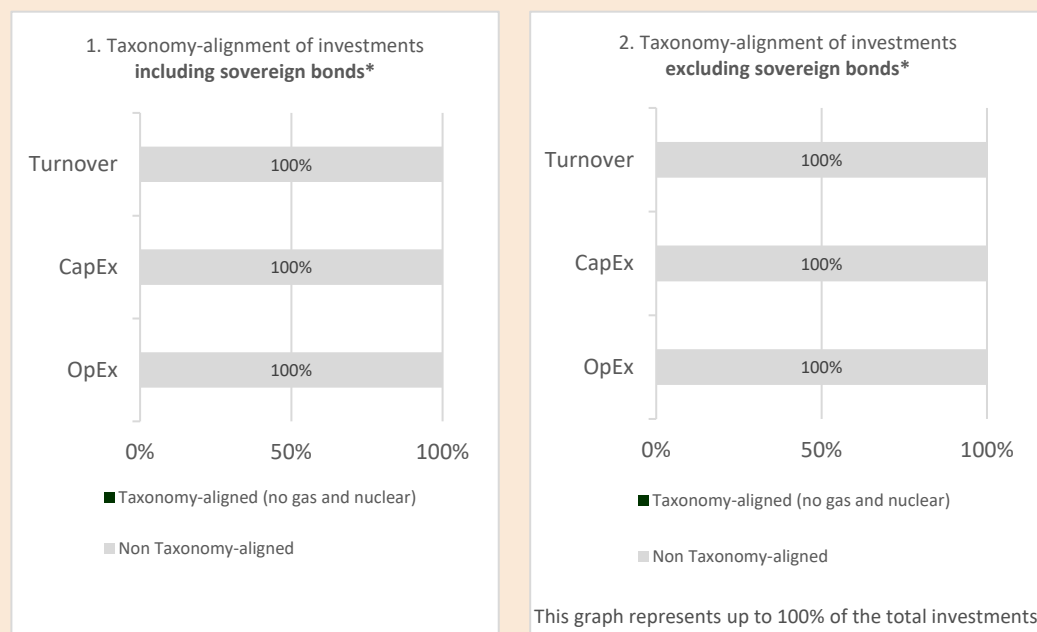 1. Taxonomy-alignment of investments
including sovereign bonds*
Turnover
100%
CapEx
100%
OpEx
100%
0%
50%
100%
Taxonomy-aligned (no gas and nuclear)
Non Taxonomy-aligned
2. Taxonomy-alignment of investments
excluding sovereign bonds*
Turnover
100%
CapEx
100%
OpEx
100%
0%
50%
100%
Taxonomy-aligned (no gas and nuclear)
Non Taxonomy-aligned
This graph represents up to 100% of the total investments